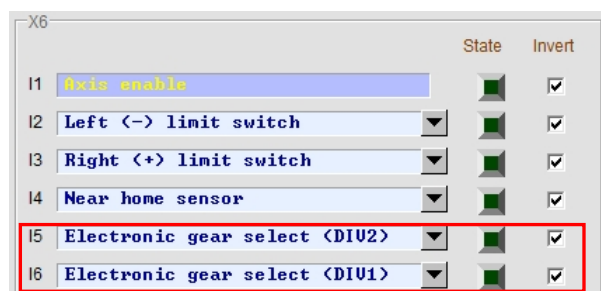 X6
State Invert
I1 Axis enable
I2 Left (-) limit switch
I3 Right (+) limit switch
I4 Near home sensor
I5 Electronic gear select (DIV2)
I6 Electronic gear select (DIV1)